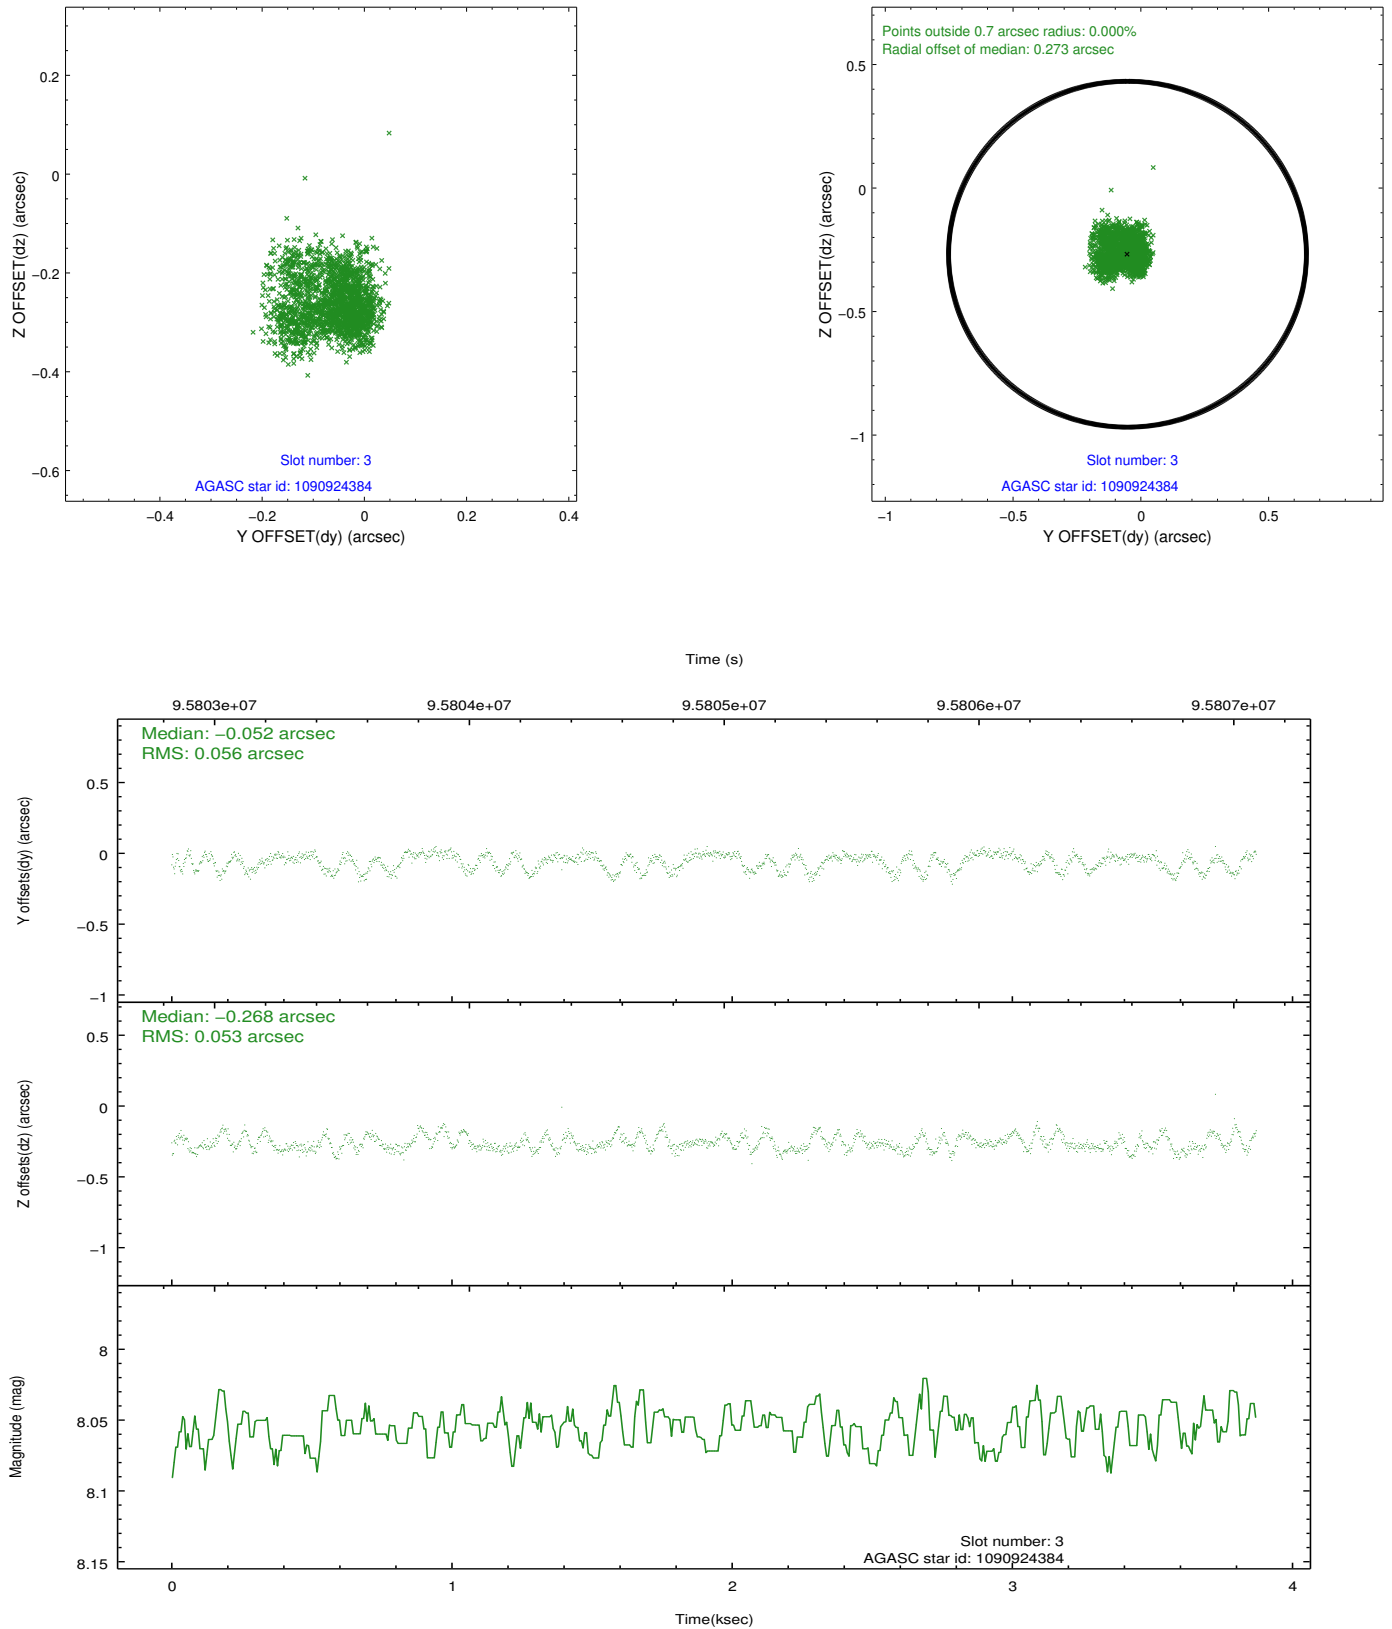 0.2
0
−0.2
−0.4
−0.6
Z OFFSET(dz) (arcsec)
Slot number: 3
AGASC star id: 1090924384
−0.4 −0.2 0 0.2 0.4
Y OFFSET(dy) (arcsec)
Points outside 0.7 arcsec radius: 0.000%
Radial offset of median: 0.273 arcsec
0.5
0
−0.5
−1
Z OFFSET(dz) (arcsec)
Slot number: 3
AGASC star id: 1090924384
−1 −0.5 0 0.5
Y OFFSET(dy) (arcsec)
Time (s)
9.5803e+07 9.5804e+07 9.5805e+07 9.5806e+07 9.5807e+07
Median: −0.052 arcsec
RMS: 0.056 arcsec
0.5
0
−0.5
−1
Y offsets(dy) (arcsec)
Median: −0.268 arcsec
RMS: 0.053 arcsec
0.5
0
−0.5
−1
Z offsets(dz) (arcsec)
8
8.05
8.1
8.15
Magnitude (mag)
Slot number: 3
AGASC star id: 1090924384
0 1 2 3 4
Time(ksec)